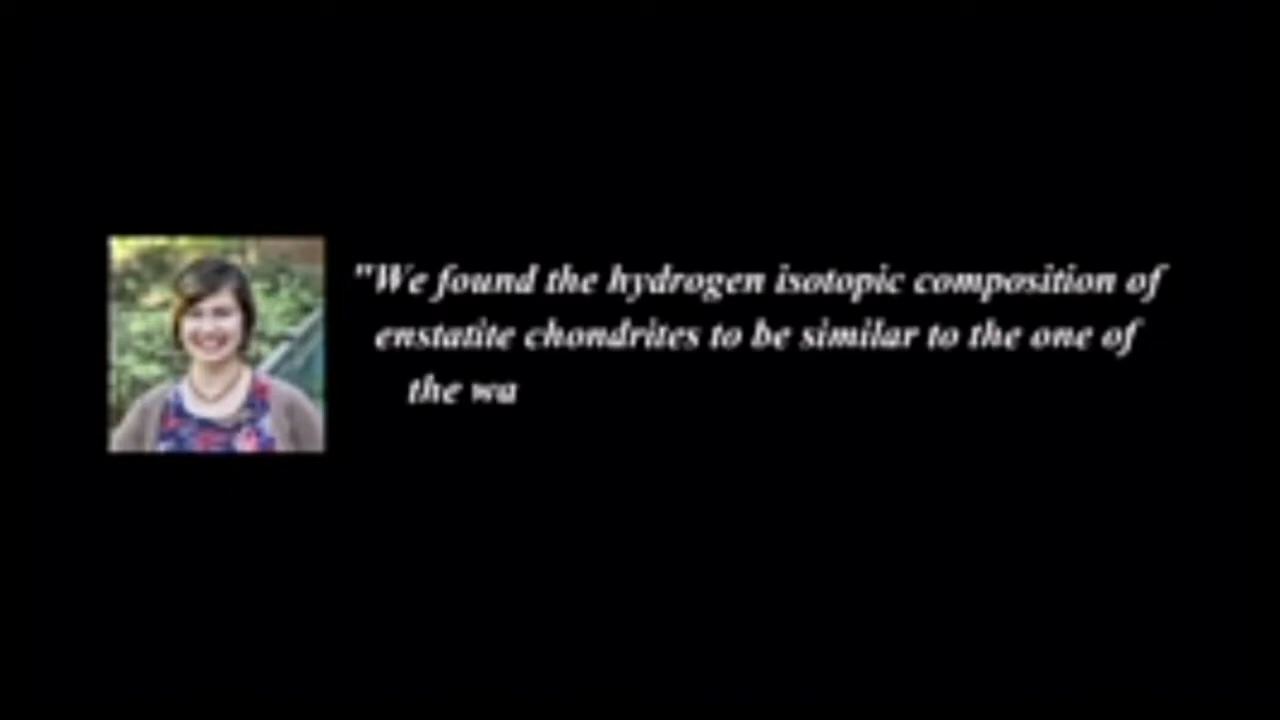 "We found the hydrogen isotopic composition of
enstatite chondrites to be similar to the one of
the wa